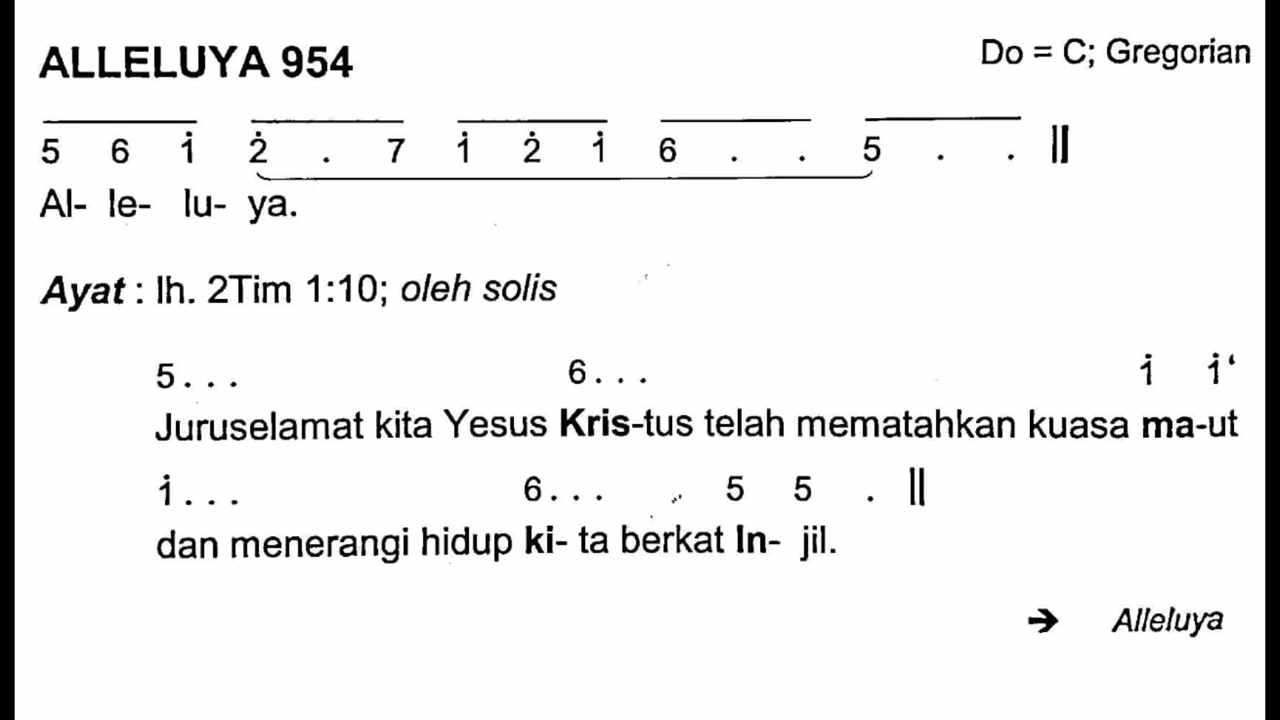 ALLELUYA 954
Do = C; Gregorian
5 6 1̇ 2̇ . 7 1̇ 2̇ 1̇ 6 . . 5 . . ||
Al- le- lu- ya.
Ayat : lh. 2Tim 1:10; oleh solis
5 . . . 6 . . . 1̇ 1̇ ‘
Juruselamat kita Yesus Kris-tus telah mematahkan kuasa ma-ut
1̇ . . . 6 . . . 5 5 . ||
dan menerangi hidup ki- ta berkat In- jil.
→ Alleluya